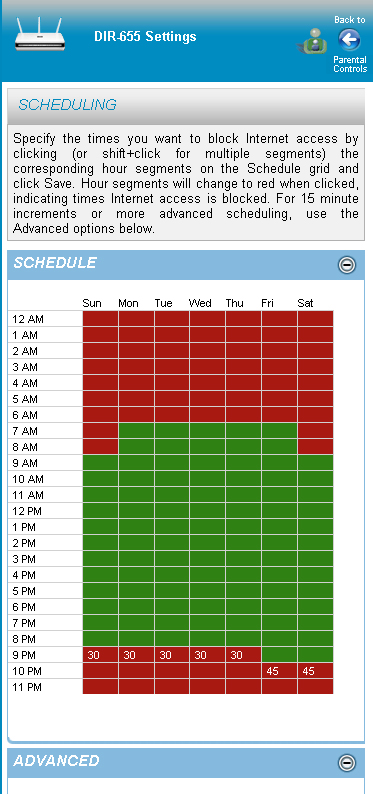 DIR-655 Settings
Back to
Parental
Controls
SCHEDULING
Specify the times you want to block Internet access by
clicking (or shift+click for multiple segments) the
corresponding hour segments on the Schedule grid and
click Save. Hour segments will change to red when clicked,
indicating times Internet access is blocked. For 15 minute
increments or more advanced scheduling, use the
Advanced options below.
SCHEDULE
Sun Mon Tue Wed Thu Fri Sat
12 AM
1 AM
2 AM
3 AM
4 AM
5 AM
6 AM
7 AM
8 AM
9 AM
10 AM
11 AM
12 PM
1 PM
2 PM
3 PM
4 PM
5 PM
6 PM
7 PM
8 PM
9 PM 30 30 30 30 30
10 PM 45 45
11 PM
ADVANCED